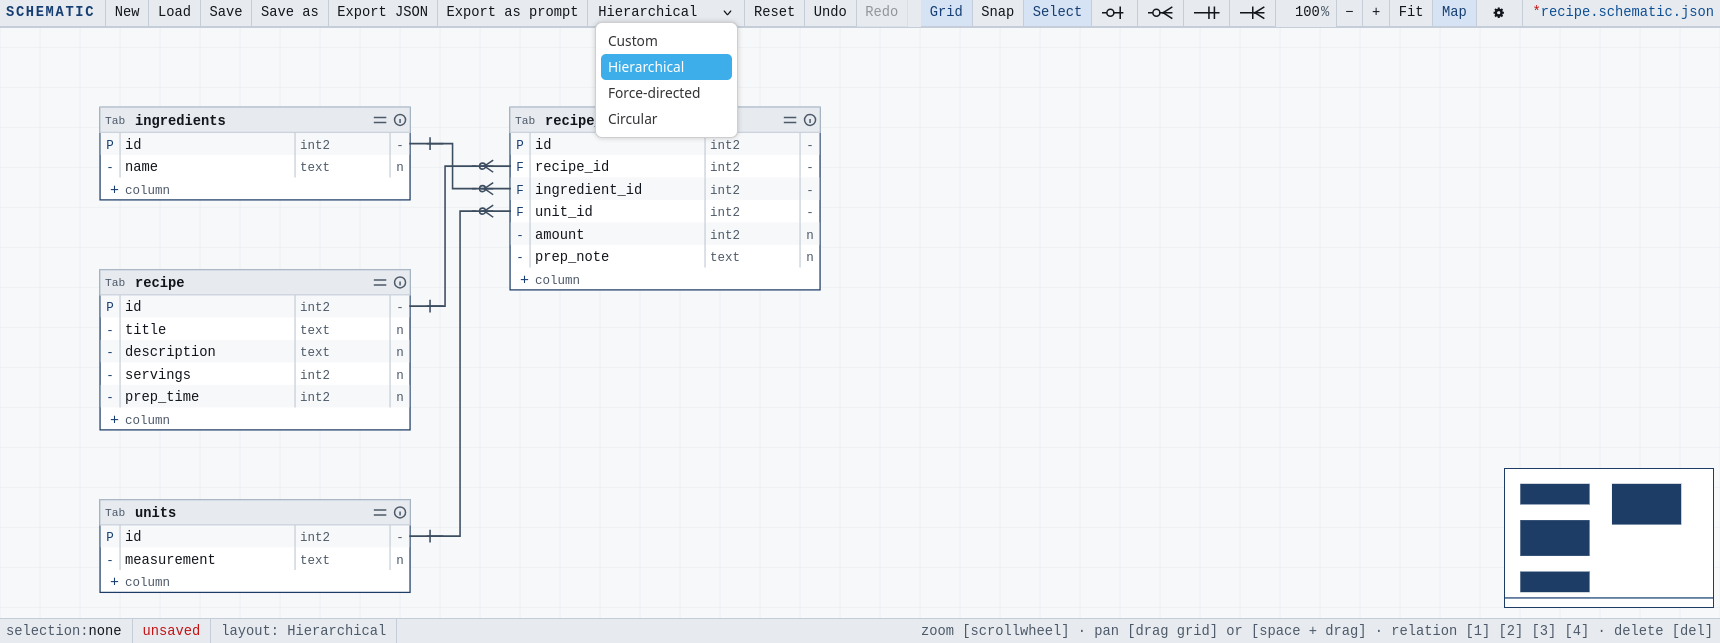 SCHEMATIC New Load Save Save as Export JSON Export as prompt Hierarchical Reset Undo Redo Grid Snap Select 100% − + Fit Map *recipe.schematic.json
Custom
Hierarchical
Force-directed
Circular
Tab ingredients
P id int2 -
- name text n
+ column
Tab recipe
P id int2 -
F recipe_id int2 -
F ingredient_id int2 -
F unit_id int2 -
- amount int2 n
- prep_note text n
+ column
Tab recipe
P id int2 -
- title text n
- description text n
- servings int2 n
- prep_time int2 n
+ column
Tab units
P id int2 -
- measurement text n
+ column
selection:none unsaved layout: Hierarchical zoom [scrollwheel] · pan [drag grid] or [space + drag] · relation [1] [2] [3] [4] · delete [del]